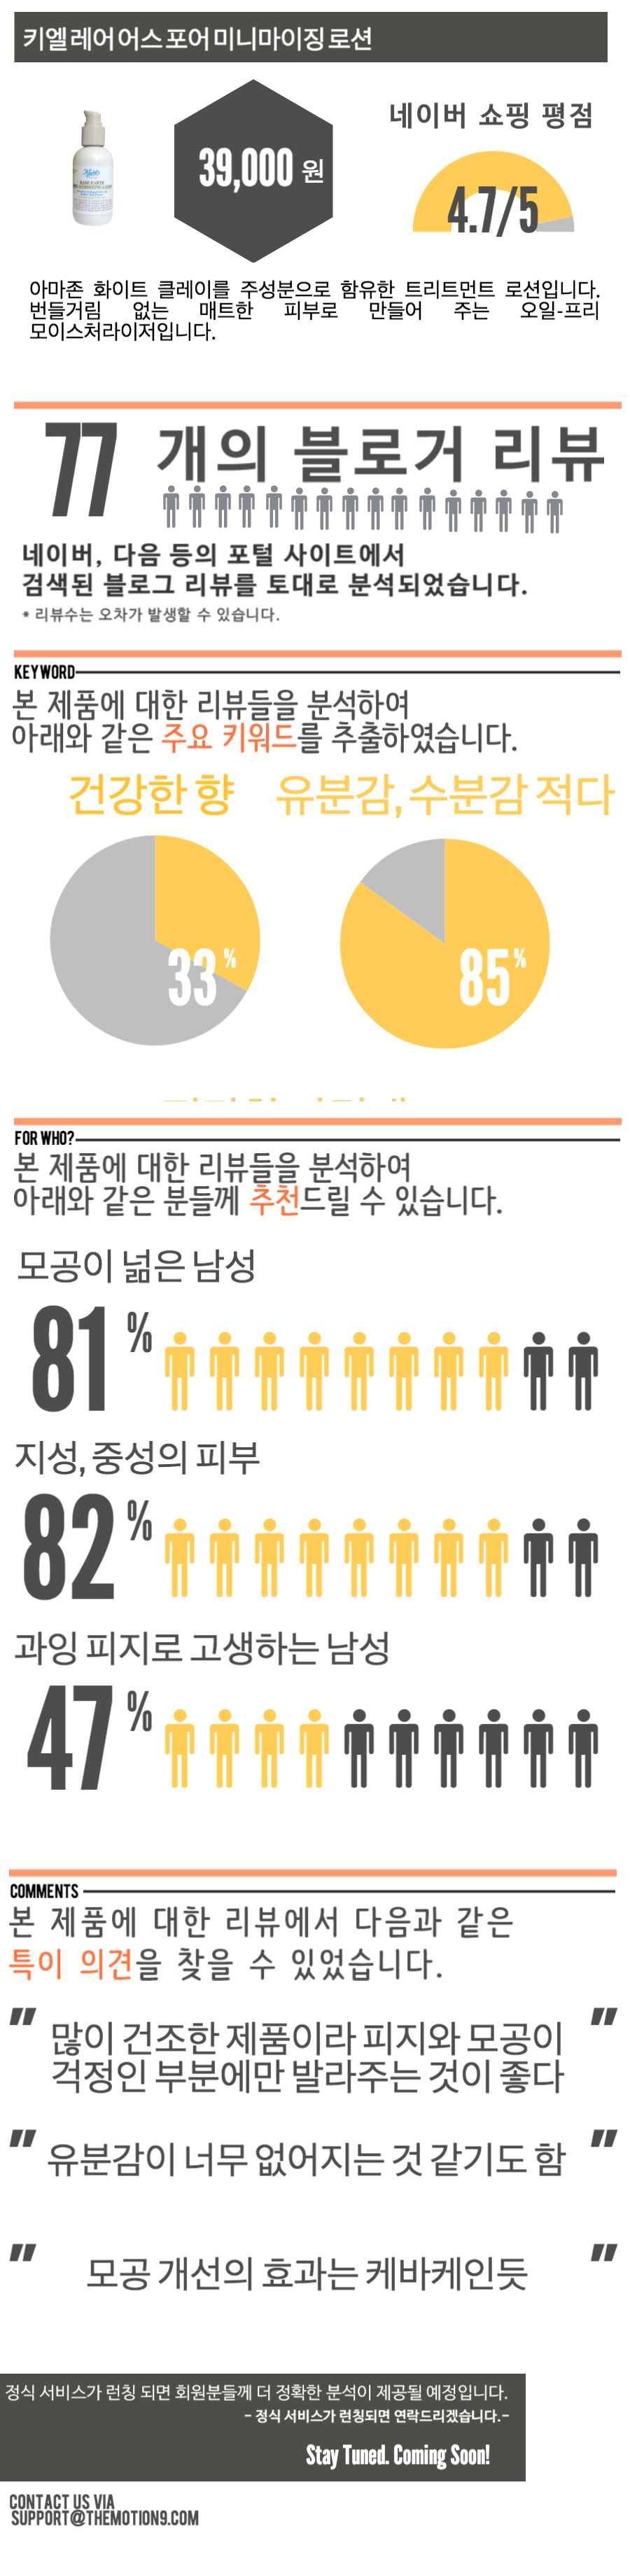 키엘 레어 어스 포어 미니마이징 로션
39,000 원
네이버 쇼핑 평점
4.7/5
Kiehl's
아마존 화이트 클레이를 주성분으로 함유한 트리트먼트 로션입니다.
번들거림 없는 매트한 피부로 만들어 주는 오일-프리
모이스처라이저입니다.
77 개의 블로거 리뷰
네이버, 다음 등의 포털 사이트에서
검색된 블로그 리뷰를 토대로 분석되었습니다.
* 리뷰수는 오차가 발생할 수 있습니다.
KEYWORD
본 제품에 대한 리뷰들을 분석하여
아래와 같은 주요 키워드를 추출하였습니다.
건강한 향 유분감, 수분감 적다
33% 85%
FOR WHO?
본 제품에 대한 리뷰들을 분석하여
아래와 같은 분들께 추천드릴 수 있습니다.
모공이 넓은 남성
81%
지성, 중성의 피부
82%
과잉 피지로 고생하는 남성
47%
COMMENTS
본 제품에 대한 리뷰에서 다음과 같은
특이 의견을 찾을 수 있었습니다.
" 많이 건조한 제품이라 피지와 모공이 "
걱정인 부분에만 발라주는 것이 좋다
" 유분감이 너무 없어지는 것 같기도 함 "
" 모공 개선의 효과는 케바케인듯 "
정식 서비스가 런칭 되면 회원분들께 더 정확한 분석이 제공될 예정입니다.
- 정식 서비스가 런칭되면 연락드리겠습니다.-
Stay Tuned. Coming Soon!
CONTACT US VIA
SUPPORT@THEMOTION9.COM